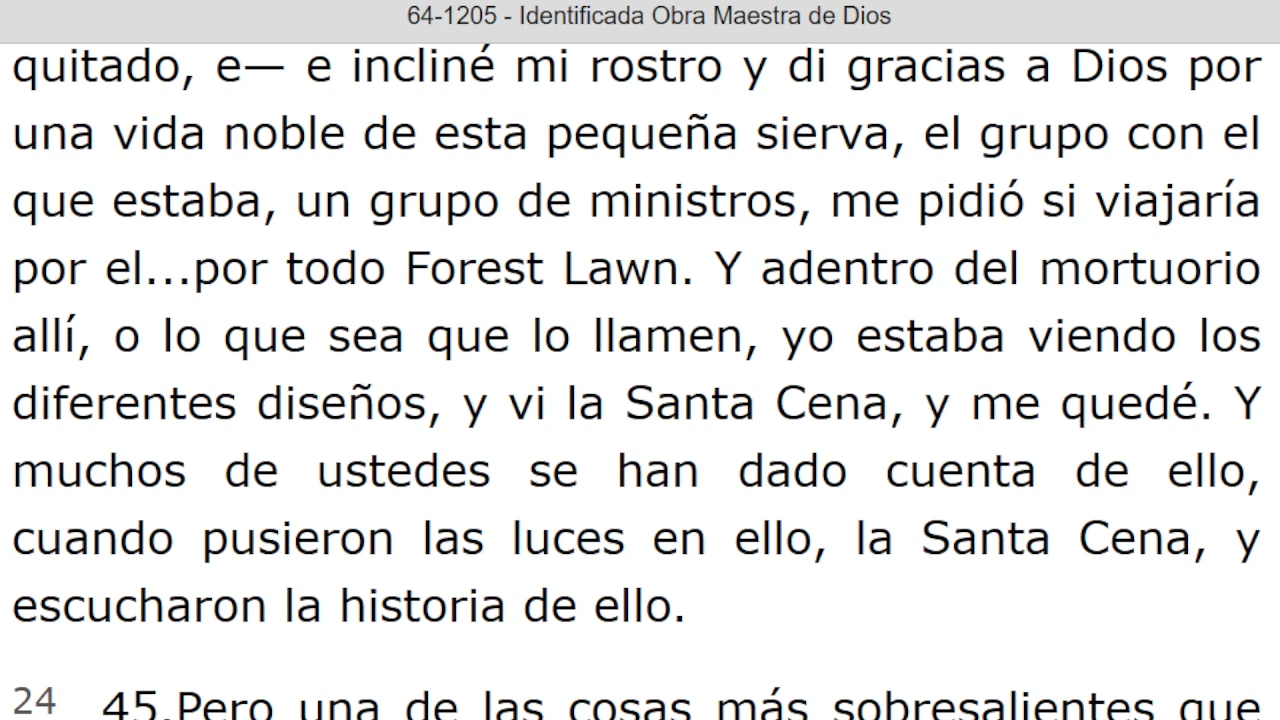 64-1205 - Identificada Obra Maestra de Dios
quitado, e— e incliné mi rostro y di gracias a Dios por
una vida noble de esta pequeña sierva, el grupo con el
que estaba, un grupo de ministros, me pidió si viajaría
por el...por todo Forest Lawn. Y adentro del mortuorio
allí, o lo que sea que lo llamen, yo estaba viendo los
diferentes diseños, y vi la Santa Cena, y me quedé. Y
muchos de ustedes se han dado cuenta de ello,
cuando pusieron las luces en ello, la Santa Cena, y
escucharon la historia de ello.
24 45.Pero una de las cosas más sobresalientes que